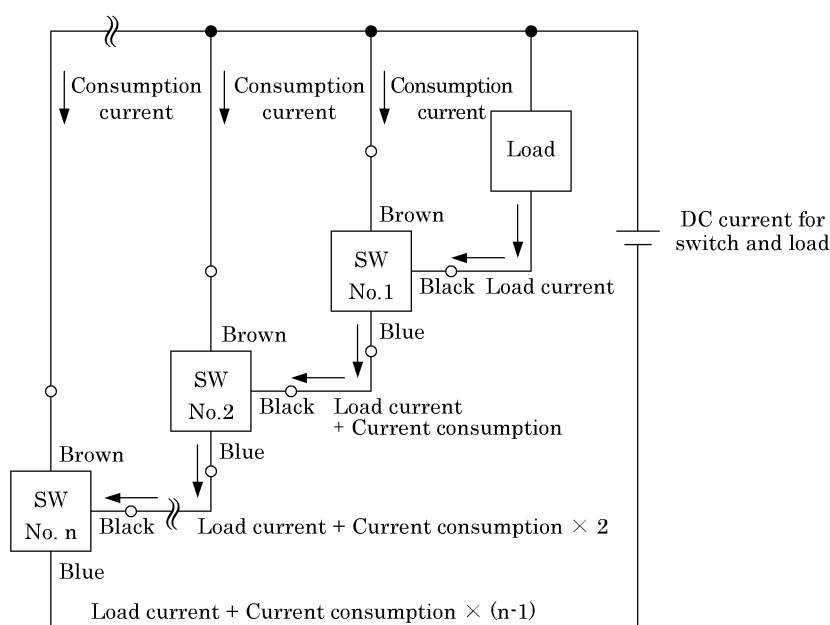 Consumption
current
Consumption
current
Consumption
current
Load
DC current for
switch and load
Brown
SW
No.1
Black
Load current
Blue
Brown
SW
No.2
Black
Load current
+ Current consumption
Blue
Brown
SW
No. n
Black
Load current + Current consumption × 2
Blue
Load current + Current consumption × (n-1)